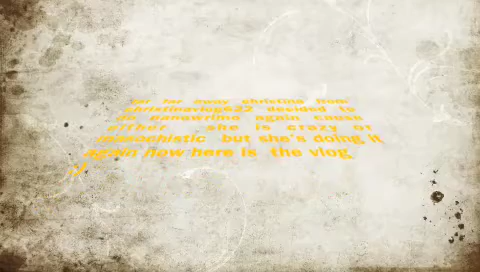 far far away christina from
christinavlog622 decided to
do nanowrimo again cause
either she is crazy or
masochistic but she's doing it
again now here is the vlog
:)